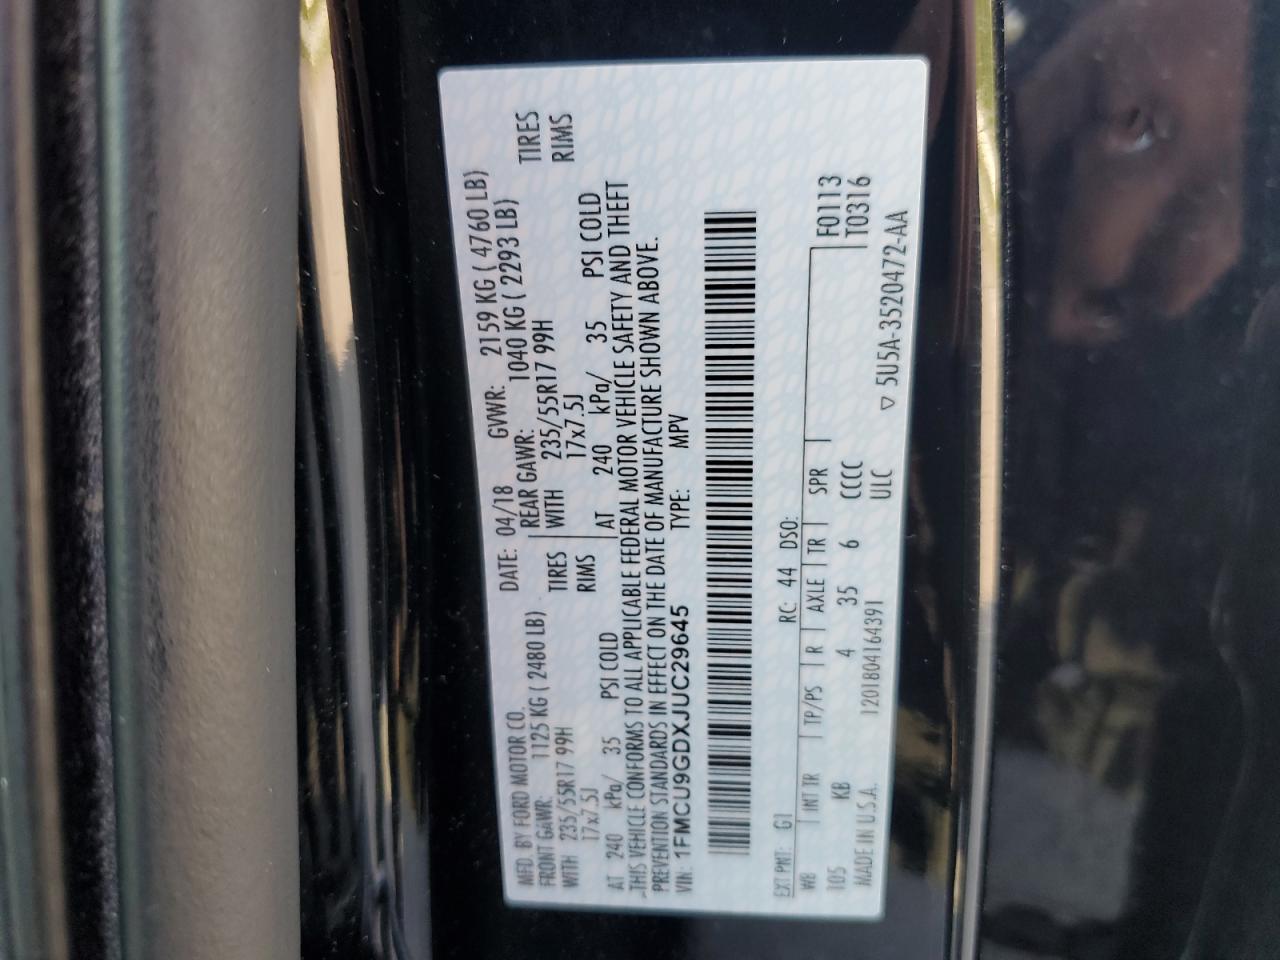 MFD. BY FORD MOTOR CO.
DATE: 04/18 GVWR: 2159 KG ( 4760 LB)
FRONT GAWR: 1125 KG ( 2480 LB) REAR GAWR: 1040 KG ( 2293 LB)
WITH 235/55R17 99H TIRES WITH 235/55R17 99H TIRES
17x7.5J RIMS 17x7.5J RIMS
AT 240 kPa/ 35 PSI COLD AT 240 kPa/ 35 PSI COLD
THIS VEHICLE CONFORMS TO ALL APPLICABLE FEDERAL MOTOR VEHICLE SAFETY AND THEFT
PREVENTION STANDARDS IN EFFECT ON THE DATE OF MANUFACTURE SHOWN ABOVE.
VIN: 1FMCU9GDXJUC29645 TYPE: MPV
EXT PNT: G1 RC: 44 DSO: F0113
WB INT TR TP/PS R AXLE TR SPR T0316
105 KB 4 35 6 CCCC
MADE IN U.S.A. 1201804164391 ULC
▽ 5U5A-3520472-AA